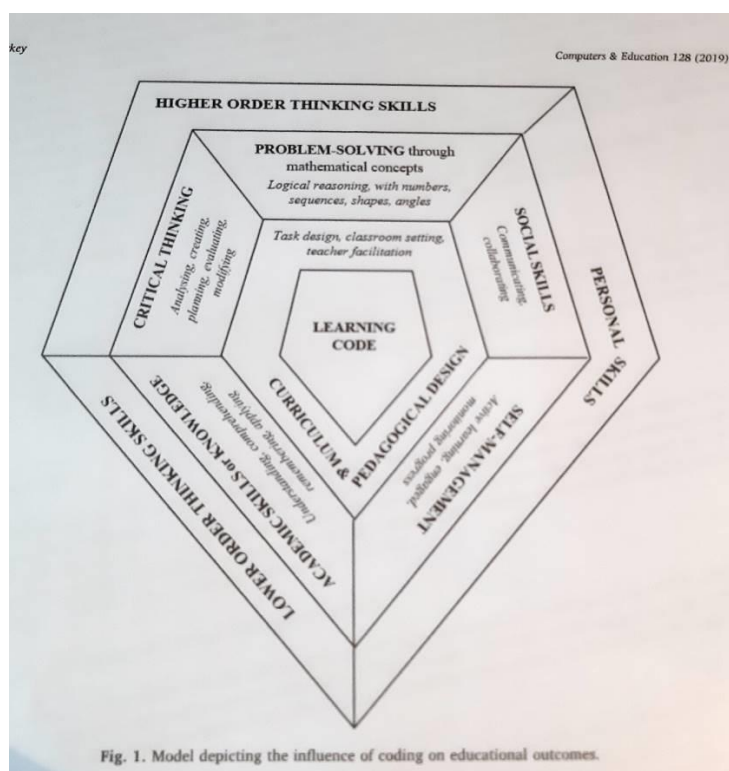 key
Computers & Education 128 (2019)
HIGHER ORDER THINKING SKILLS
PROBLEM-SOLVING through
mathematical concepts
Logical reasoning, with numbers,
sequences, shapes, angles
CRITICAL THINKING
Analysing, creating,
planning, evaluating,
modifying
Task design, classroom setting,
teacher facilitation
SOCIAL SKILLS
Communicating,
collaborating
PERSONAL SKILLS
LEARNING
CODE
CURRICULUM &
PEDAGOGICAL DESIGN
LOWER ORDER THINKING SKILLS
ACADEMIC SKILLS or KNOWLEDGE
Understanding, comprehending,
remembering, applying
SELF-MANAGEMENT
Active learning, engaged,
monitoring progress
Fig. 1. Model depicting the influence of coding on educational outcomes.